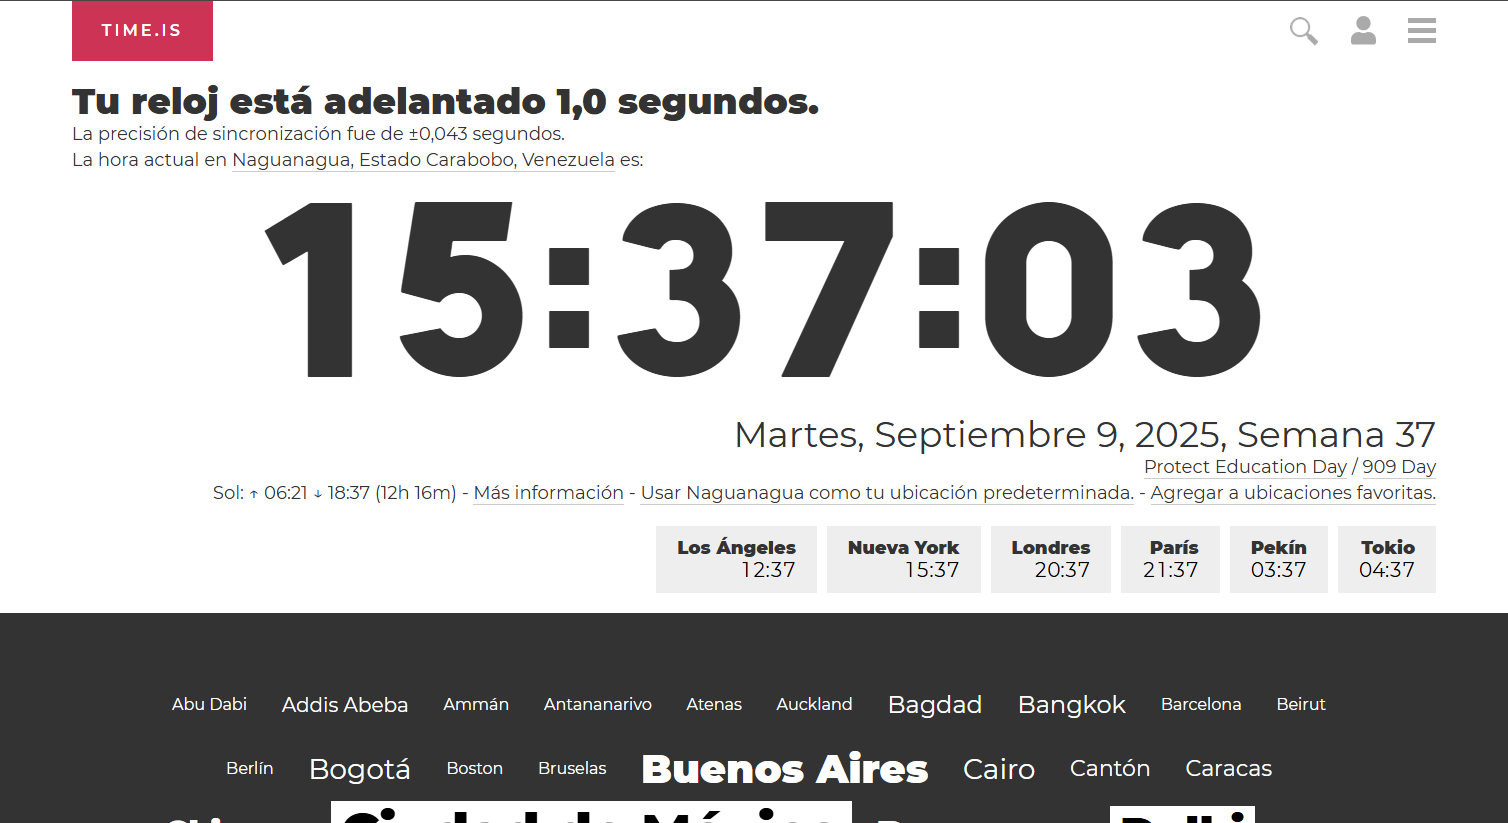 TIME.IS
Tu reloj está adelantado 1,0 segundos.
La precisión de sincronización fue de ±0,043 segundos.
La hora actual en Naguanagua, Estado Carabobo, Venezuela es:
15:37:03
Martes, Septiembre 9, 2025, Semana 37
Protect Education Day / 909 Day
Sol: ↑ 06:21 ↓ 18:37 (12h 16m) - Más información - Usar Naguanagua como tu ubicación predeterminada. - Agregar a ubicaciones favoritas.
Los Ángeles Nueva York Londres París Pekín Tokio
12:37 15:37 20:37 21:37 03:37 04:37
Abu Dabi Addis Abeba Ammán Antananarivo Atenas Auckland Bagdad Bangkok Barcelona Beirut
Berlín Bogotá Boston Bruselas Buenos Aires Cairo Cantón Caracas
Ciudad de México Delhi